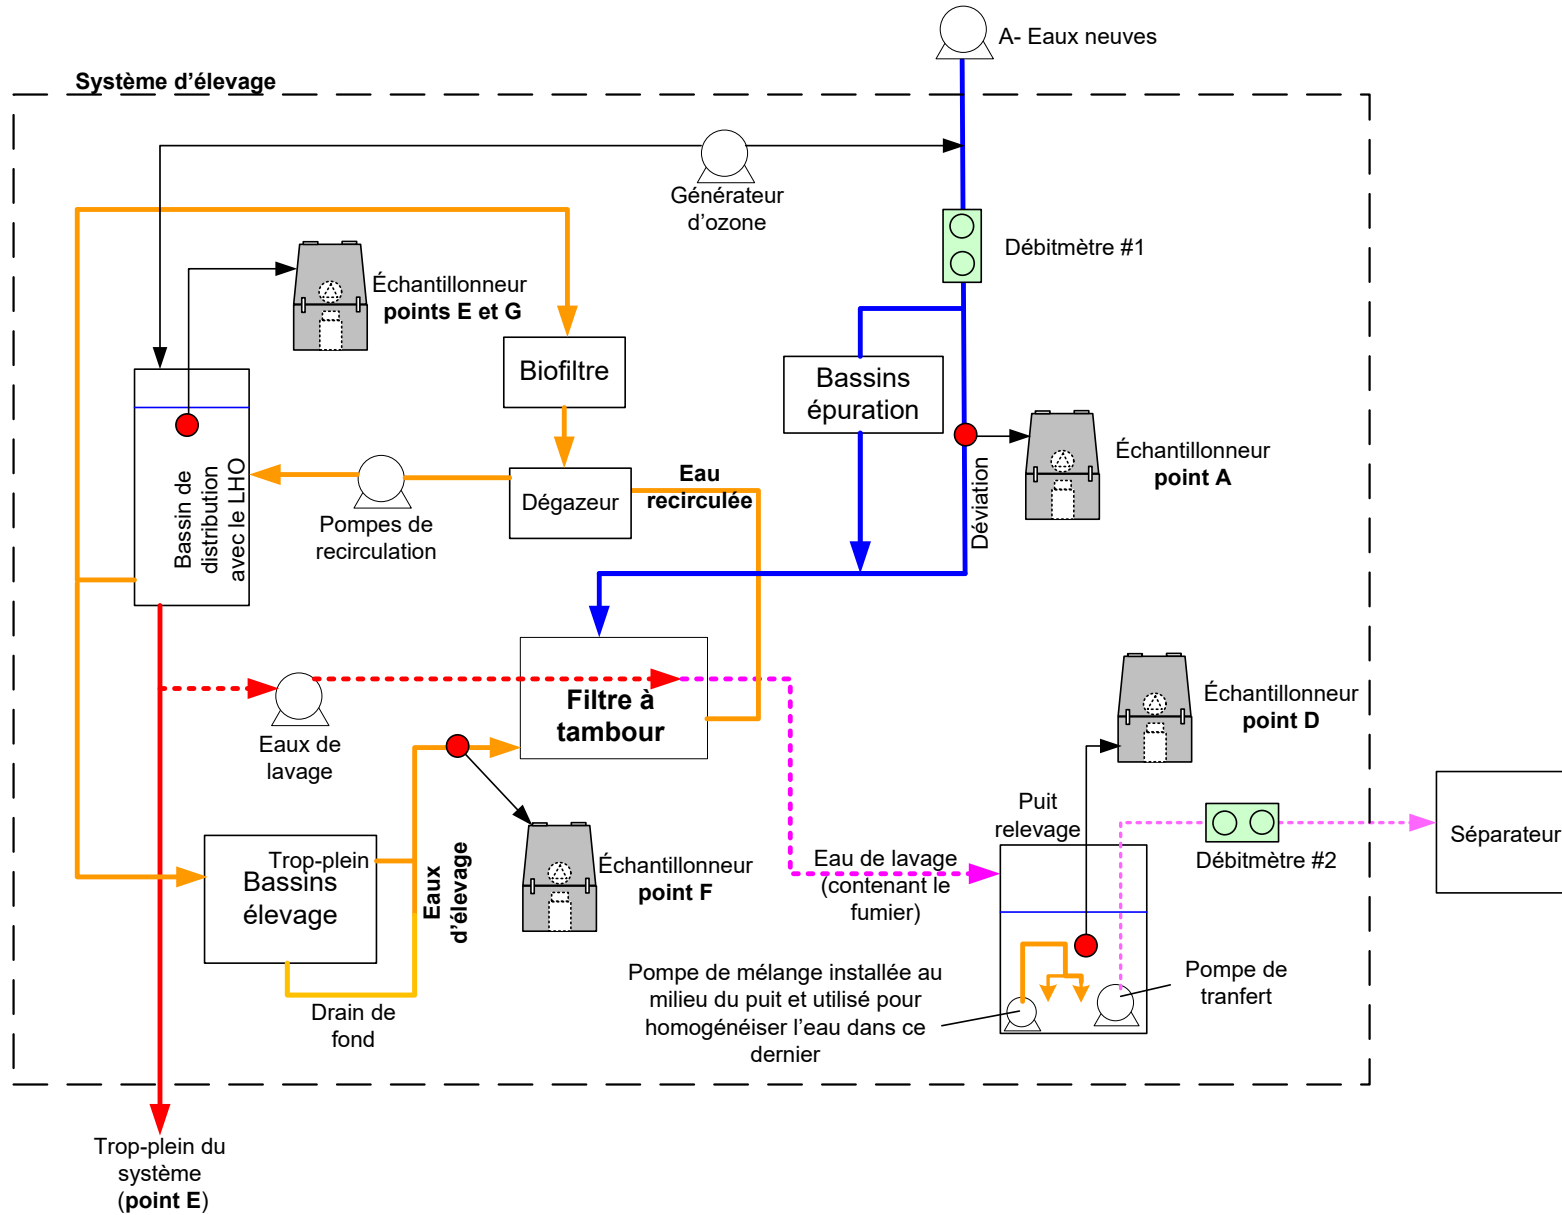 A- Eaux neuves
Système d'élevage
Générateur
d'ozone
Débitmètre #1
Échantillonneur
points E et G
Biofiltre
Bassins
épuration
Échantillonneur
point A
Bassin de
distribution
avec le LHO
Eau
recirculée
Dégazeur
Pompes de
recirculation
Déviation
Filtre à
tambour
Échantillonneur
point D
Eaux de
lavage
Puit
relevage
Séparateur
Débitmètre #2
Trop-plein
Bassins
élevage
Eaux
d'élevage
Échantillonneur
point F
Eau de lavage
(contenant le
fumier)
Pompe de mélange installée au
milieu du puit et utilisé pour
homogénéiser l'eau dans ce
dernier
Pompe de
tranfert
Drain de
fond
Trop-plein du
système
(point E)